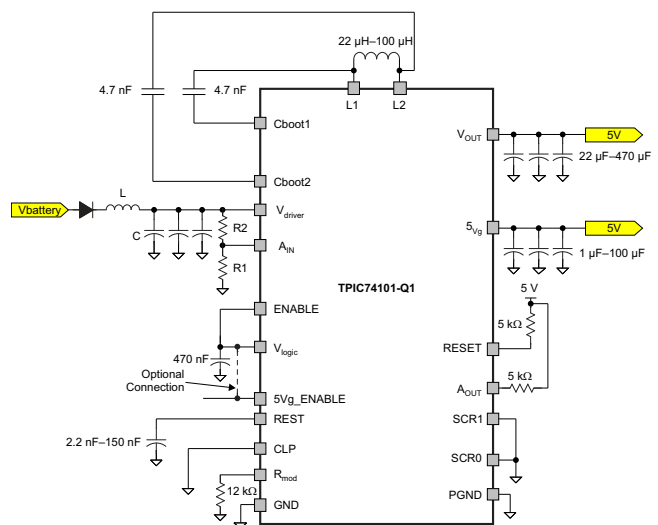 22 µH–100 µH
4.7 nF
4.7 nF
L1
L2
Cboot1
Cboot2
VOUT
5V
22 µF–470 µF
L
Vbattery
Vdriver
C
R2
AIN
R1
5Vg
5V
1 µF–100 µF
TPIC74101-Q1
5 V
5 kΩ
ENABLE
470 nF
Vlogic
RESET
Optional
Connection
5 kΩ
AOUT
5Vg_ENABLE
REST
SCR1
2.2 nF–150 nF
CLP
SCR0
Rmod
12 kΩ
GND
PGND